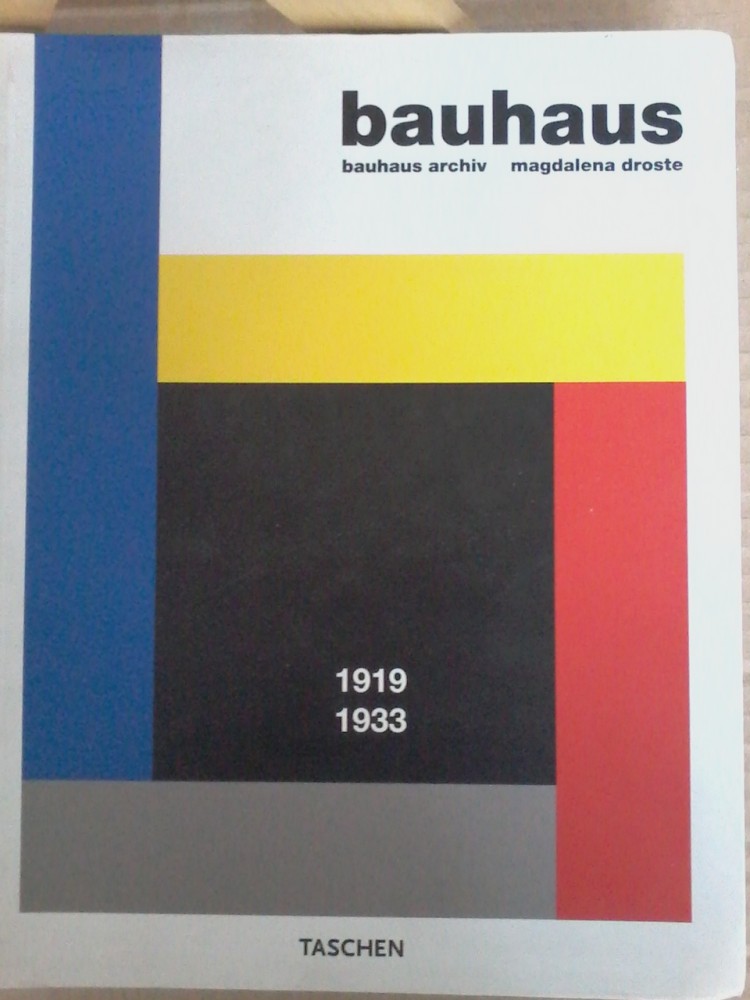 bauhaus
bauhaus archiv magdalena droste
1919
1933
TASCHEN